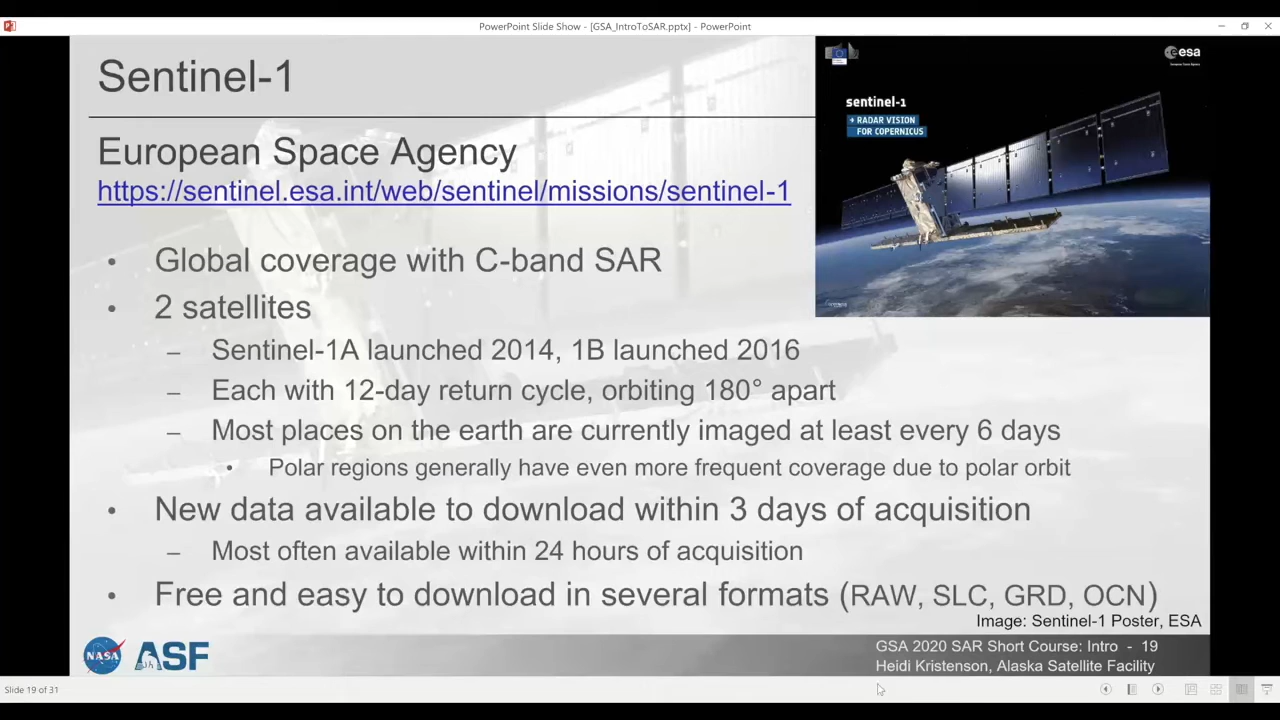 PowerPoint Slide Show - [GSA_IntroToSAR.pptx] - PowerPoint
Sentinel-1
European Space Agency
https://sentinel.esa.int/web/sentinel/missions/sentinel-1
esa
sentinel-1
+ RADAR VISION
FOR COPERNICUS
• Global coverage with C-band SAR
• 2 satellites
– Sentinel-1A launched 2014, 1B launched 2016
– Each with 12-day return cycle, orbiting 180° apart
– Most places on the earth are currently imaged at least every 6 days
• Polar regions generally have even more frequent coverage due to polar orbit
• New data available to download within 3 days of acquisition
– Most often available within 24 hours of acquisition
• Free and easy to download in several formats (RAW, SLC, GRD, OCN)
Image: Sentinel-1 Poster, ESA
NASA ASF
GSA 2020 SAR Short Course: Intro - 19
Heidi Kristenson, Alaska Satellite Facility
Slide 19 of 31